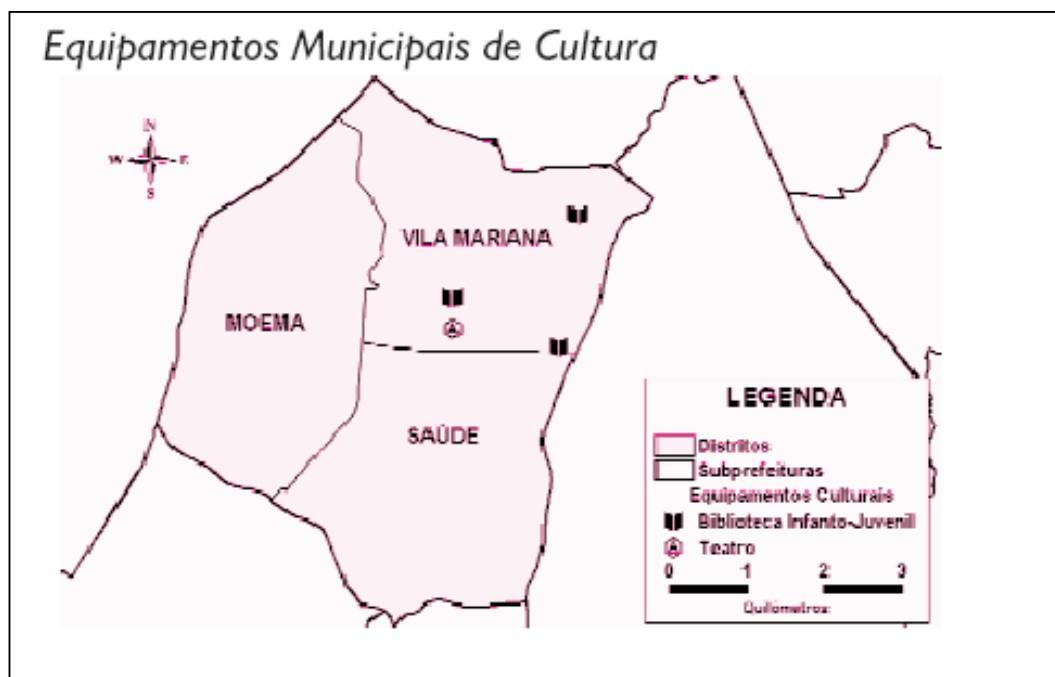 Equipamentos Municipais de Cultura
N
W E
S
VILA MARIANA
MOEMA
SAÚDE
LEGENDA
Distritos
Subprefeituras
Equipamentos Culturais
Biblioteca Infanto-Juvenil
Teatro
0 1 2 3
Quilômetros